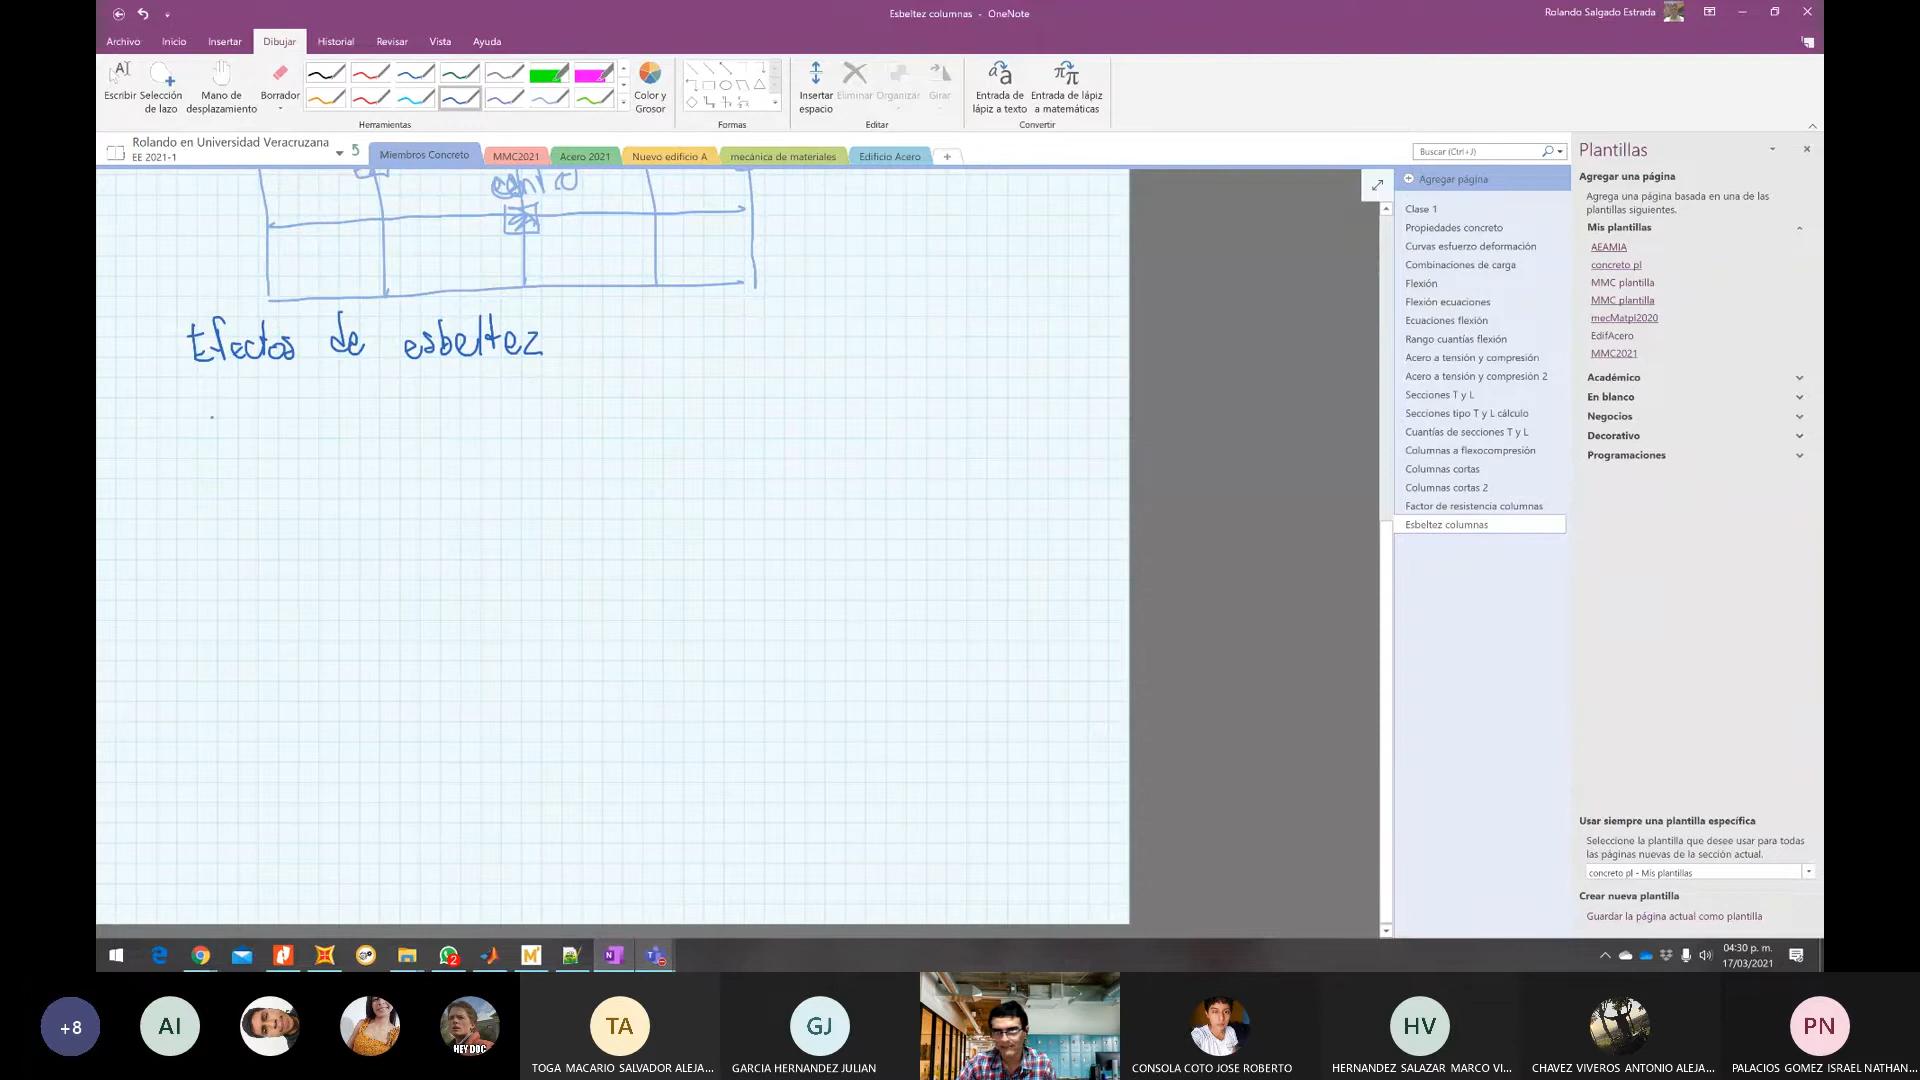 Esbeltez columnas - OneNote
Rolando Salgado Estrada
Archivo Inicio Insertar Dibujar Historial Revisar Vista Ayuda
Escribir
Selección de lazo
Mano de desplazamiento
Borrador
Color y Grosor
Insertar espacio
Eliminar
Organizar
Girar
Entrada de lápiz a texto
Entrada de lápiz a matemáticas
Herramientas
Formas
Editar
Convertir
Rolando en Universidad Veracruzana
EE 2021-1
Miembros Concreto
MMC2021
Acero 2021
Nuevo edificio A
mecánica de materiales
Edificio Acero
Buscar (Ctrl+J)
Efectos de esbeltez
Agregar página
Clase 1
Propiedades concreto
Curvas esfuerzo deformación
Combinaciones de carga
Flexión
Flexión ecuaciones
Ecuaciones flexión
Rango cuantías flexión
Acero a tensión y compresión
Acero a tensión y compresión 2
Secciones T y L
Secciones tipo T y L cálculo
Cuantías de secciones T y L
Columnas a flexocompresión
Columnas cortas
Columnas cortas 2
Factor de resistencia columnas
Esbeltez columnas
Plantillas
Agregar una página
Agrega una página basada en una de las
plantillas siguientes.
Mis plantillas
AEAMIA
concreto pl
MMC plantilla
MMC plantilla
mecMatpl2020
EdifAcero
MMC2021
Académico
En blanco
Negocios
Decorativo
Programaciones
Usar siempre una plantilla específica
Seleccione la plantilla que desee usar para todas
las páginas nuevas de la sección actual.
concreto pl - Mis plantillas
Crear nueva plantilla
Guardar la página actual como plantilla
2
04:30 p. m.
17/03/2021
+8
AI
HEY DOC
TA
TOGA MACARIO SALVADOR ALEJA...
GJ
GARCIA HERNANDEZ JULIAN
CONSOLA COTO JOSE ROBERTO
HV
HERNANDEZ SALAZAR MARCO VI...
CHAVEZ VIVEROS ANTONIO ALEJA...
PN
PALACIOS GOMEZ ISRAEL NATHAN...